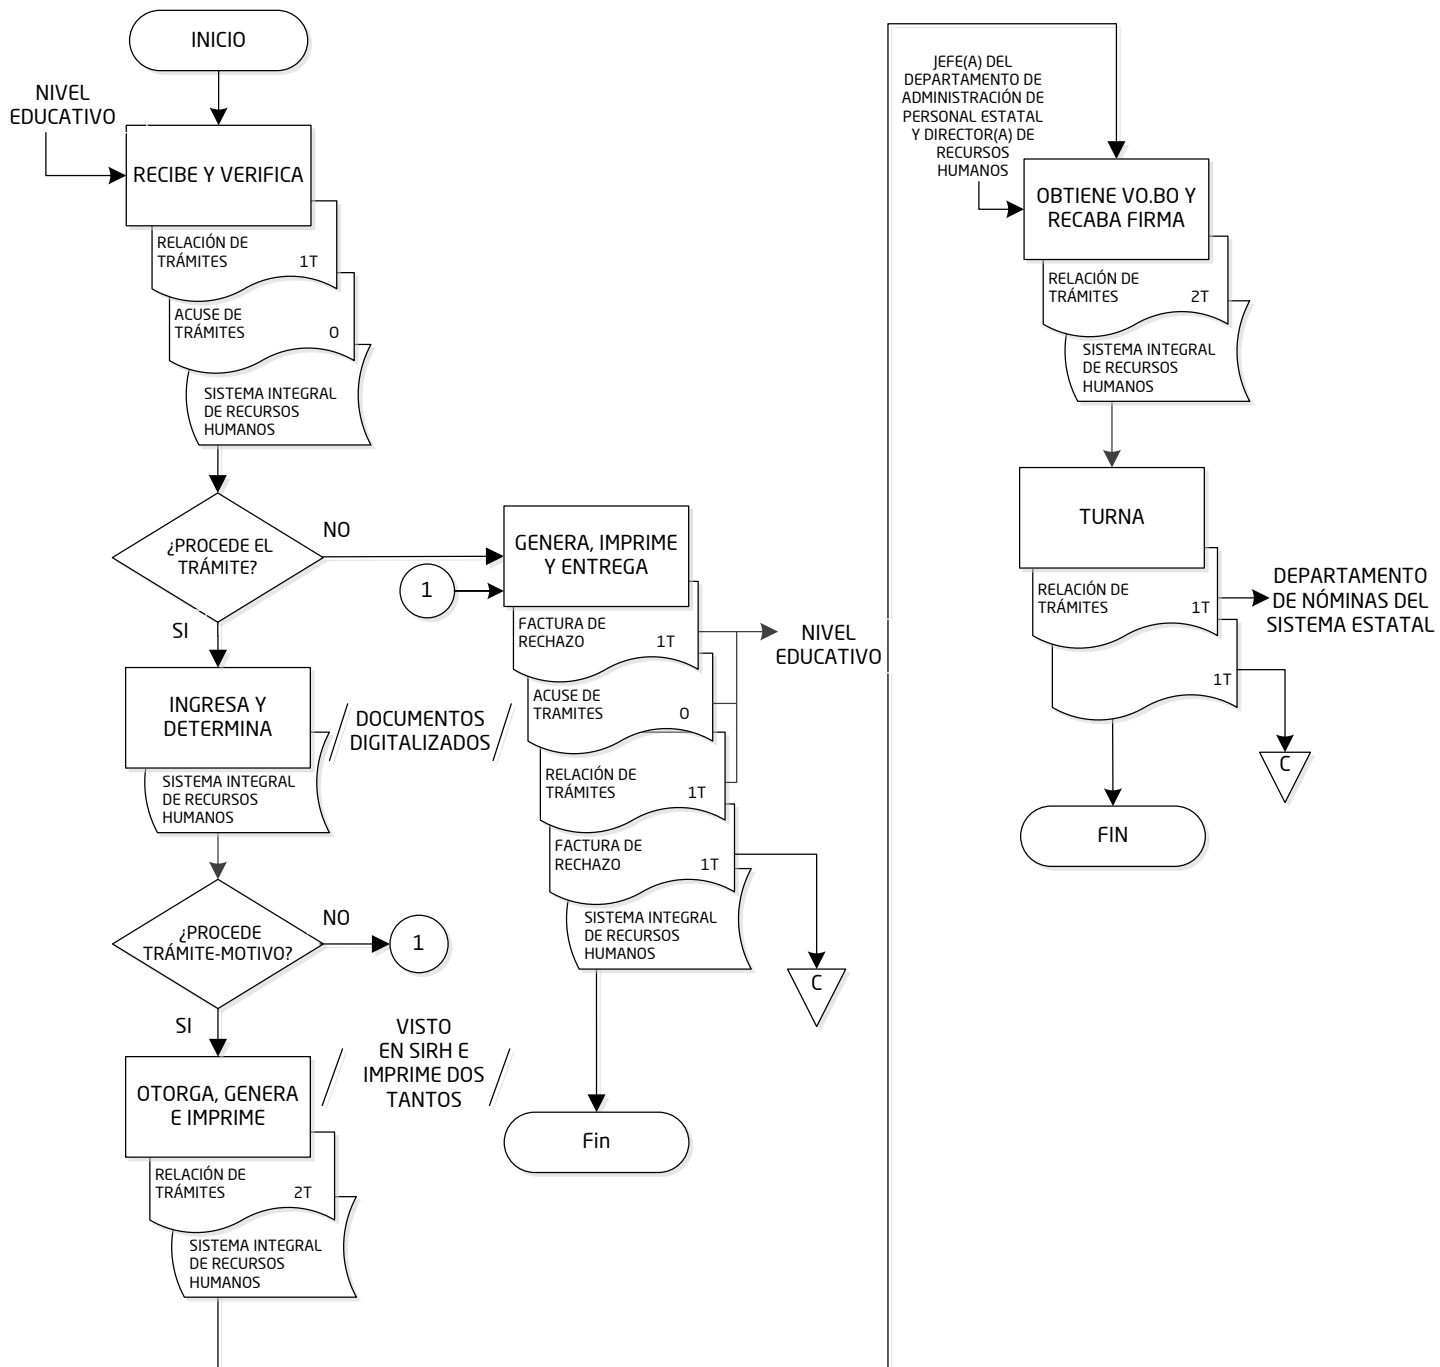 INICIO
NIVEL
EDUCATIVO
RECIBE Y VERIFICA
RELACIÓN DE
TRÁMITES 1T
ACUSE DE
TRÁMITES 0
SISTEMA INTEGRAL
DE RECURSOS
HUMANOS
¿PROCEDE EL
TRÁMITE?
NO
SI
INGRESA Y
DETERMINA
DOCUMENTOS
DIGITALIZADOS
SISTEMA INTEGRAL
DE RECURSOS
HUMANOS
¿PROCEDE
TRÁMITE-MOTIVO?
NO
1
SI
OTORGA, GENERA
E IMPRIME
VISTO
EN SIRH E
IMPRIME DOS
TANTOS
RELACIÓN DE
TRÁMITES 2T
SISTEMA INTEGRAL
DE RECURSOS
HUMANOS
GENERA, IMPRIME
Y ENTREGA
1
FACTURA DE
RECHAZO 1T
NIVEL
EDUCATIVO
ACUSE DE
TRAMITES 0
RELACIÓN DE
TRÁMITES 1T
FACTURA DE
RECHAZO 1T
SISTEMA INTEGRAL
DE RECURSOS
HUMANOS
C
Fin
JEFE(A) DEL
DEPARTAMENTO DE
ADMINISTRACIÓN DE
PERSONAL ESTATAL
Y DIRECTOR(A) DE
RECURSOS
HUMANOS
OBTIENE VO.BO Y
RECABA FIRMA
RELACIÓN DE
TRÁMITES 2T
SISTEMA INTEGRAL
DE RECURSOS
HUMANOS
TURNA
RELACIÓN DE
TRÁMITES 1T
DEPARTAMENTO
DE NÓMINAS DEL
SISTEMA ESTATAL
1T
C
FIN